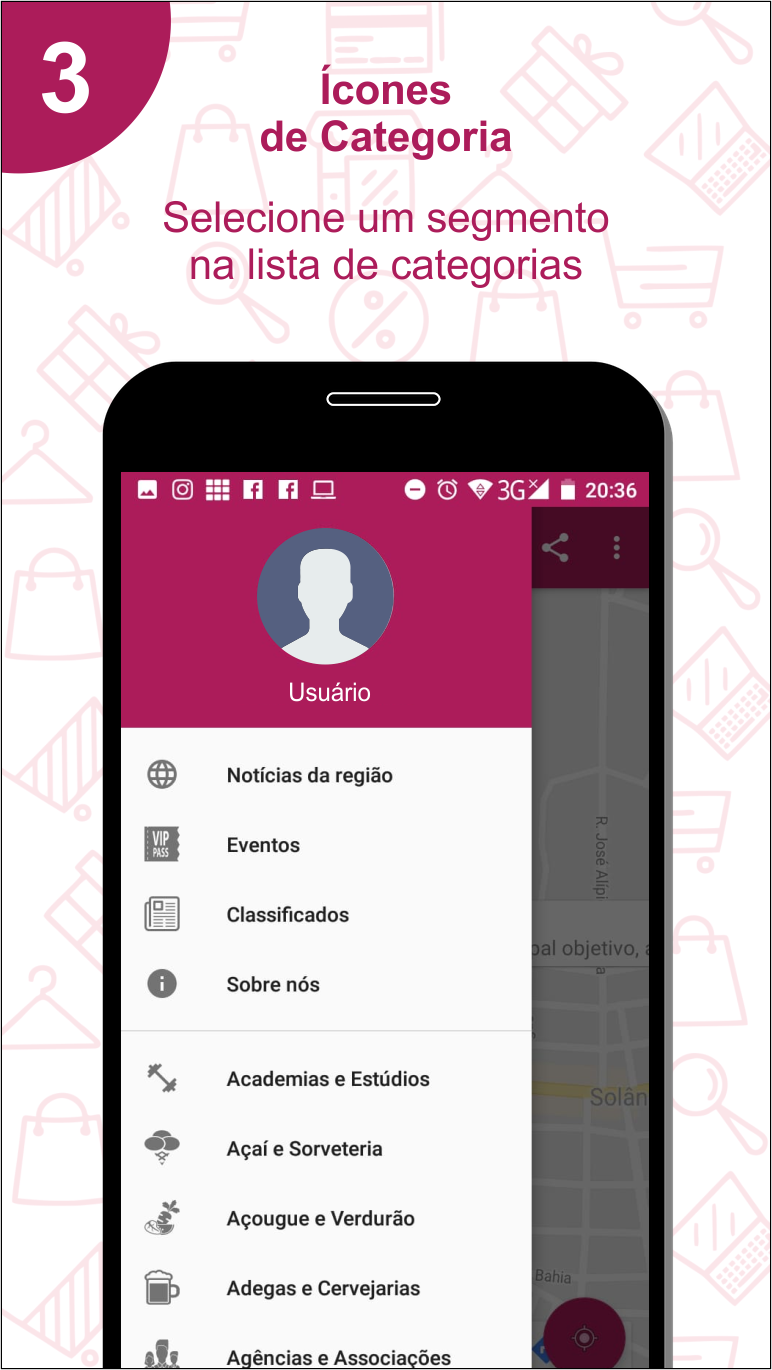 3
Ícones
de Categoria
Selecione um segmento
na lista de categorias
3G 20:36
Usuário
Notícias da região
VIP
PASS
Eventos
Classificados
Sobre nós
Academias e Estúdios
Açaí e Sorveteria
Açougue e Verdurão
Adegas e Cervejarias
Agências e Associações
R. José Alípi
objetivo,
Solân
Bahia